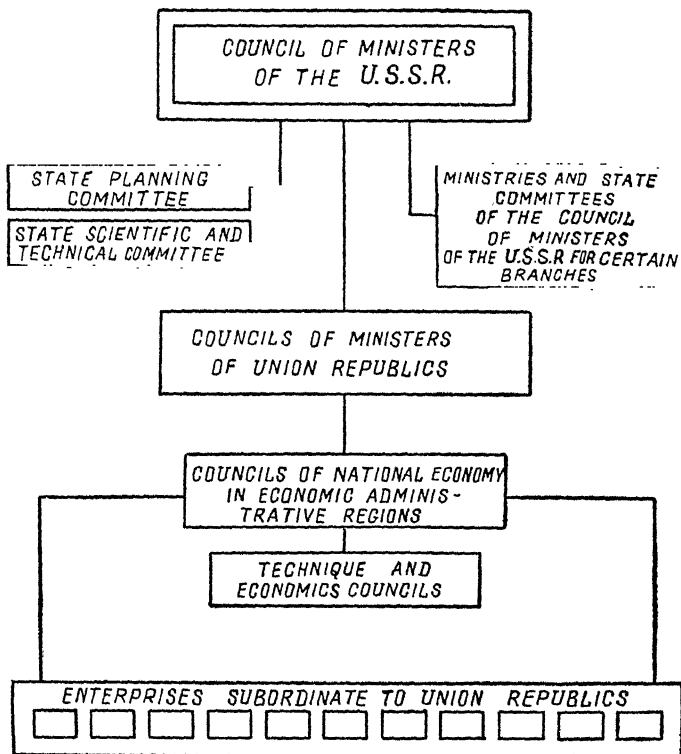 COUNCIL OF MINISTERS
OF THE U.S.S.R.
STATE PLANNING
COMMITTEE
STATE SCIENTIFIC AND
TECHNICAL COMMITTEE
MINISTRIES AND STATE
COMMITTEES
OF THE COUNCIL
OF MINISTERS
OF THE U.S.S.R FOR CERTAIN
BRANCHES
COUNCILS OF MINISTERS
OF UNION REPUBLICS
COUNCILS OF NATIONAL ECONOMY
IN ECONOMIC ADMINIS-
TRATIVE REGIONS
TECHNIQUE AND
ECONOMICS COUNCILS
ENTERPRISES SUBORDINATE TO UNION REPUBLICS